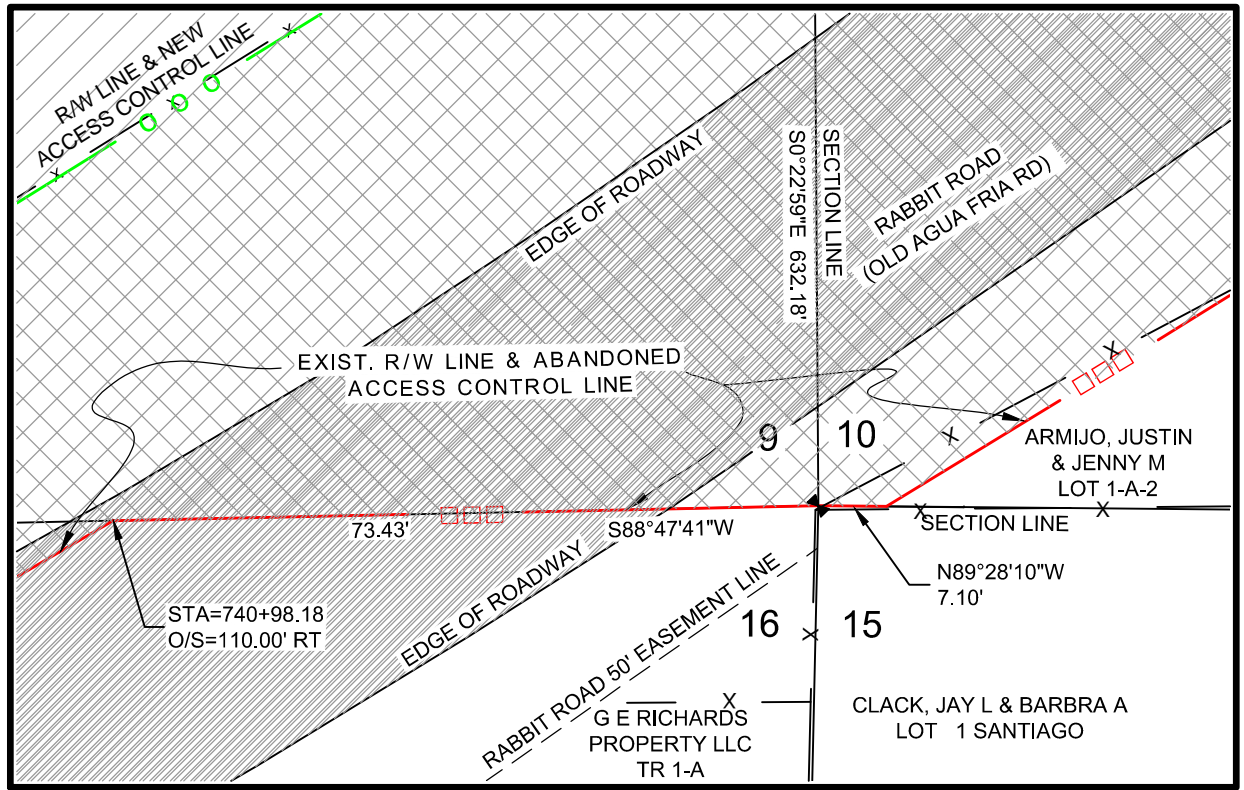 R/W LINE & NEW
ACCESS CONTROL LINE
X
X
X
EDGE OF ROADWAY
SECTION LINE
S0°22'59"E 632.18'
RABBIT ROAD
(OLD AGUA FRIA RD)
EXIST. R/W LINE & ABANDONED
ACCESS CONTROL LINE
X
X
9
10
ARMIJO, JUSTIN
& JENNY M
LOT 1-A-2
X
X
SECTION LINE
73.43'
S88°47'41"W
N89°28'10"W
7.10'
STA=740+98.18
O/S=110.00' RT
EDGE OF ROADWAY
RABBIT ROAD 50' EASEMENT LINE
16
X
15
X
G E RICHARDS
PROPERTY LLC
TR 1-A
CLACK, JAY L & BARBRA A
LOT 1 SANTIAGO